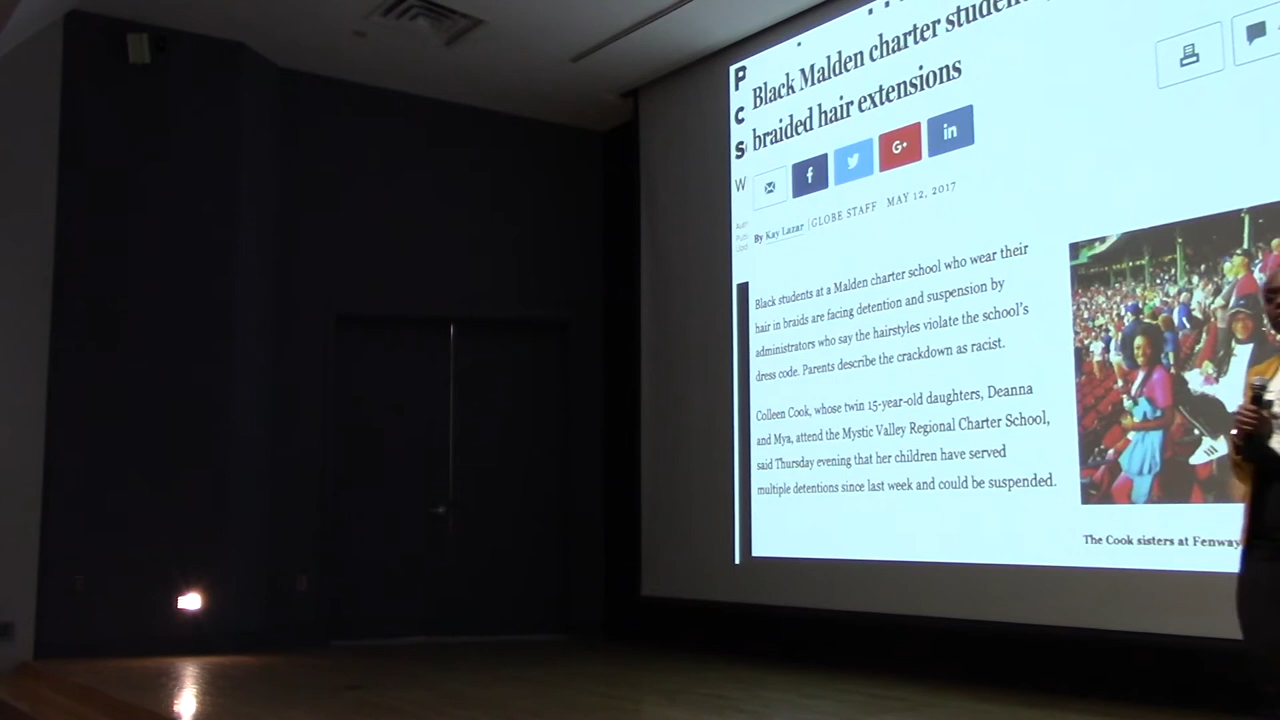 Black Malden charter studen
braided hair extensions
P
C
S
W
f
G+
in
By Kay Lazar | GLOBE STAFF MAY 12, 2017
Black students at a Malden charter school who wear their
hair in braids are facing detention and suspension by
administrators who say the hairstyles violate the school's
dress code. Parents describe the crackdown as racist.
Colleen Cook, whose twin 15-year-old daughters, Deanna
and Mya, attend the Mystic Valley Regional Charter School,
said Thursday evening that her children have served
multiple detentions since last week and could be suspended.
The Cook sisters at Fenway